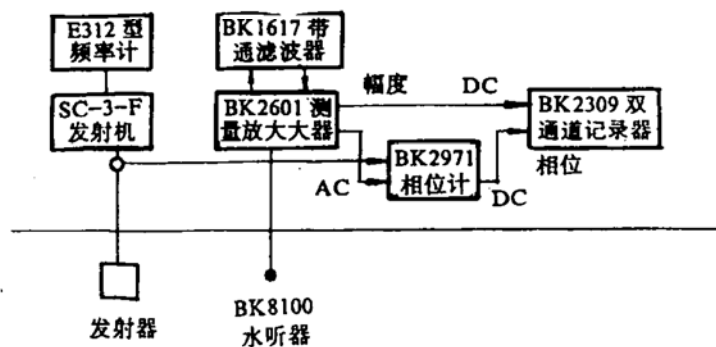 E312 型
频率计
BK1617 带
通滤波器
SC-3-F
发射机
BK2601 测
量放大大器
幅度
DC
BK2309 双
通道记录器
AC
BK2971
相位计
DC
相位
发射器
BK8100
水听器